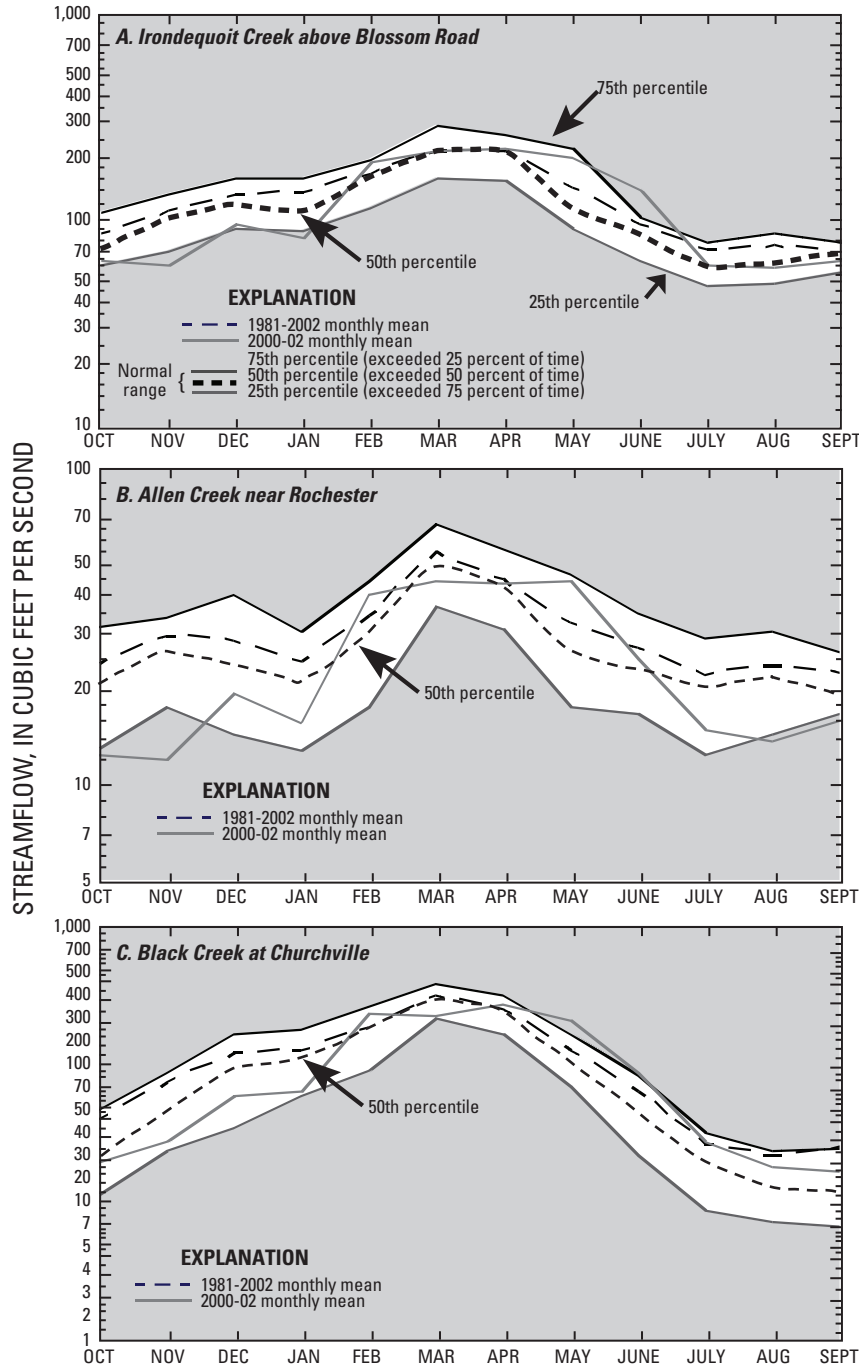 STREAMFLOW, IN CUBIC FEET PER SECOND
A. Irondequoit Creek above Blossom Road
1,000
700
500
400
300
200
100
70
50
40
30
20
10
75th percentile
50th percentile
25th percentile
EXPLANATION
1981-2002 monthly mean
2000-02 monthly mean
Normal range {
75th percentile (exceeded 25 percent of time)
50th percentile (exceeded 50 percent of time)
25th percentile (exceeded 75 percent of time)
OCT NOV DEC JAN FEB MAR APR MAY JUNE JULY AUG SEPT
B. Allen Creek near Rochester
100
70
50
40
30
20
10
7
5
50th percentile
EXPLANATION
1981-2002 monthly mean
2000-02 monthly mean
OCT NOV DEC JAN FEB MAR APR MAY JUNE JULY AUG SEPT
C. Black Creek at Churchville
1,000
700
500
400
300
200
100
70
50
40
30
20
10
7
5
4
3
2
1
50th percentile
EXPLANATION
1981-2002 monthly mean
2000-02 monthly mean
OCT NOV DEC JAN FEB MAR APR MAY JUNE JULY AUG SEPT